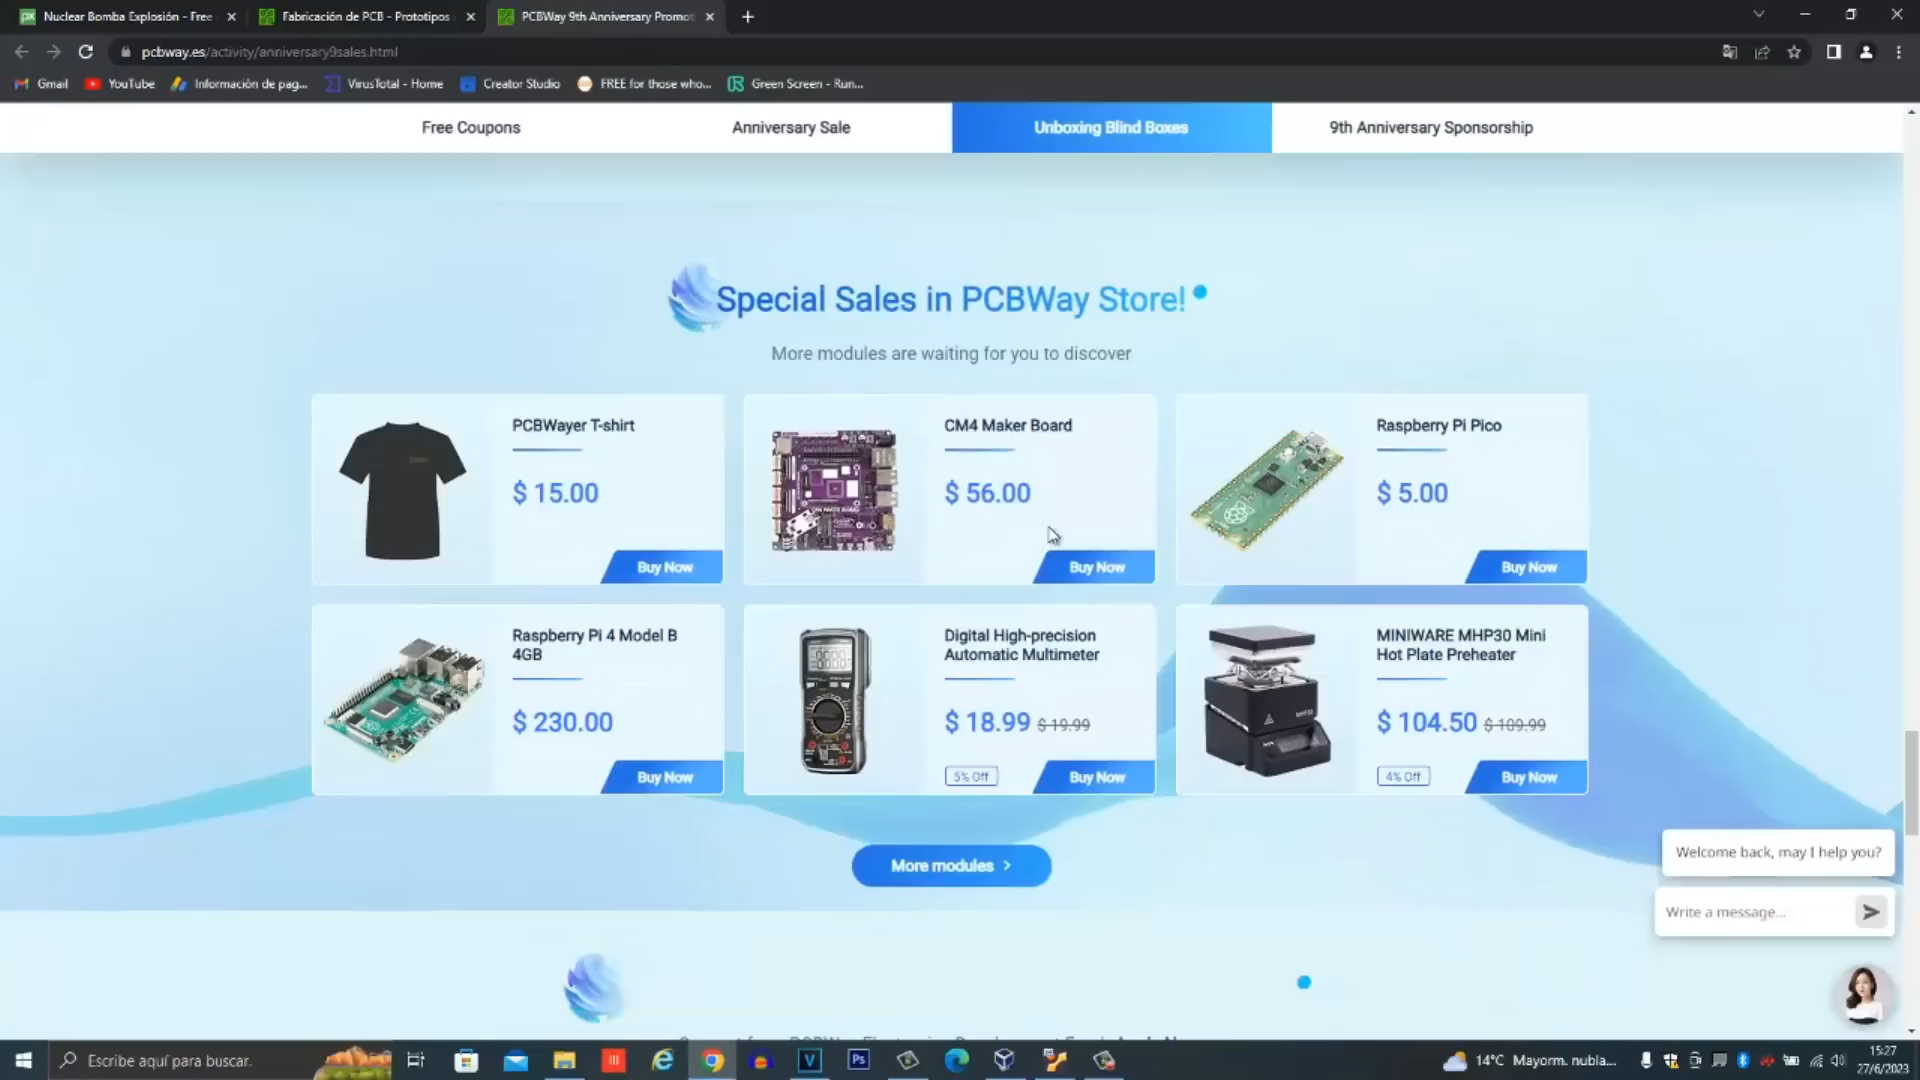 Nuclear Bomba Explosión - Free
Fabricación de PCB - Prototipos
PCBWay 9th Anniversary Promot
pcbway.es/activity/anniversary9sales.html
Gmail
YouTube
Información de pag...
VirusTotal - Home
Creator Studio
FREE for those who...
Green Screen - Run...
Free Coupons
Anniversary Sale
Unboxing Blind Boxes
9th Anniversary Sponsorship
Special Sales in PCBWay Store!
More modules are waiting for you to discover
PCBWayer T-shirt
$ 15.00
Buy Now
CM4 Maker Board
$ 56.00
Buy Now
Raspberry Pi Pico
$ 5.00
Buy Now
Raspberry Pi 4 Model B
4GB
$ 230.00
Buy Now
Digital High-precision
Automatic Multimeter
$ 18.99 $ 19.99
5% Off
Buy Now
MINIWARE MHP30 Mini
Hot Plate Preheater
$ 104.50 $ 109.99
4% Off
Buy Now
More modules >
Welcome back, may I help you?
Write a message...
Escribe aquí para buscar.
14°C Mayorm. nubla...
15:27
27/6/2023